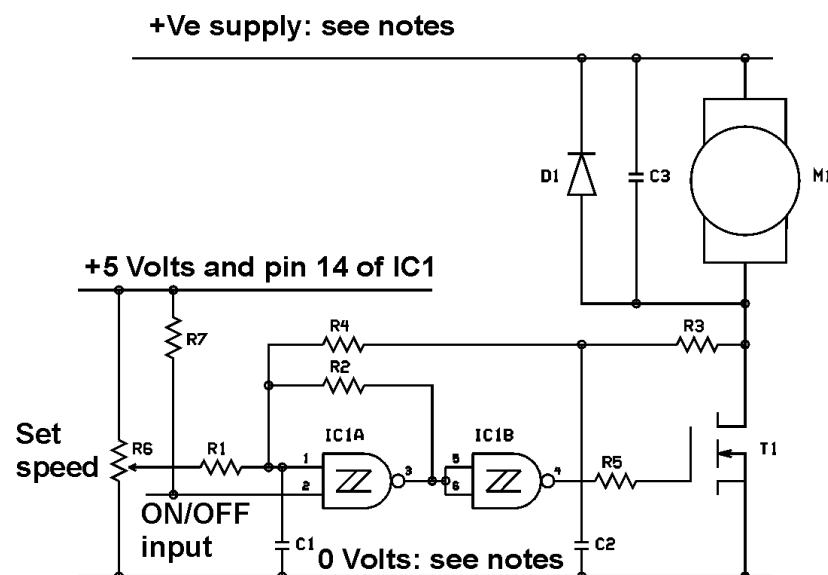 +Ve supply: see notes
D1
C3
M1
+5 Volts and pin 14 of IC1
R7
R4
R3
R2
Set
speed
R6
R1
IC1A
IC1B
T1
1
2
3
5
6
4
R5
ON/OFF
input
C1
0 Volts: see notes
C2